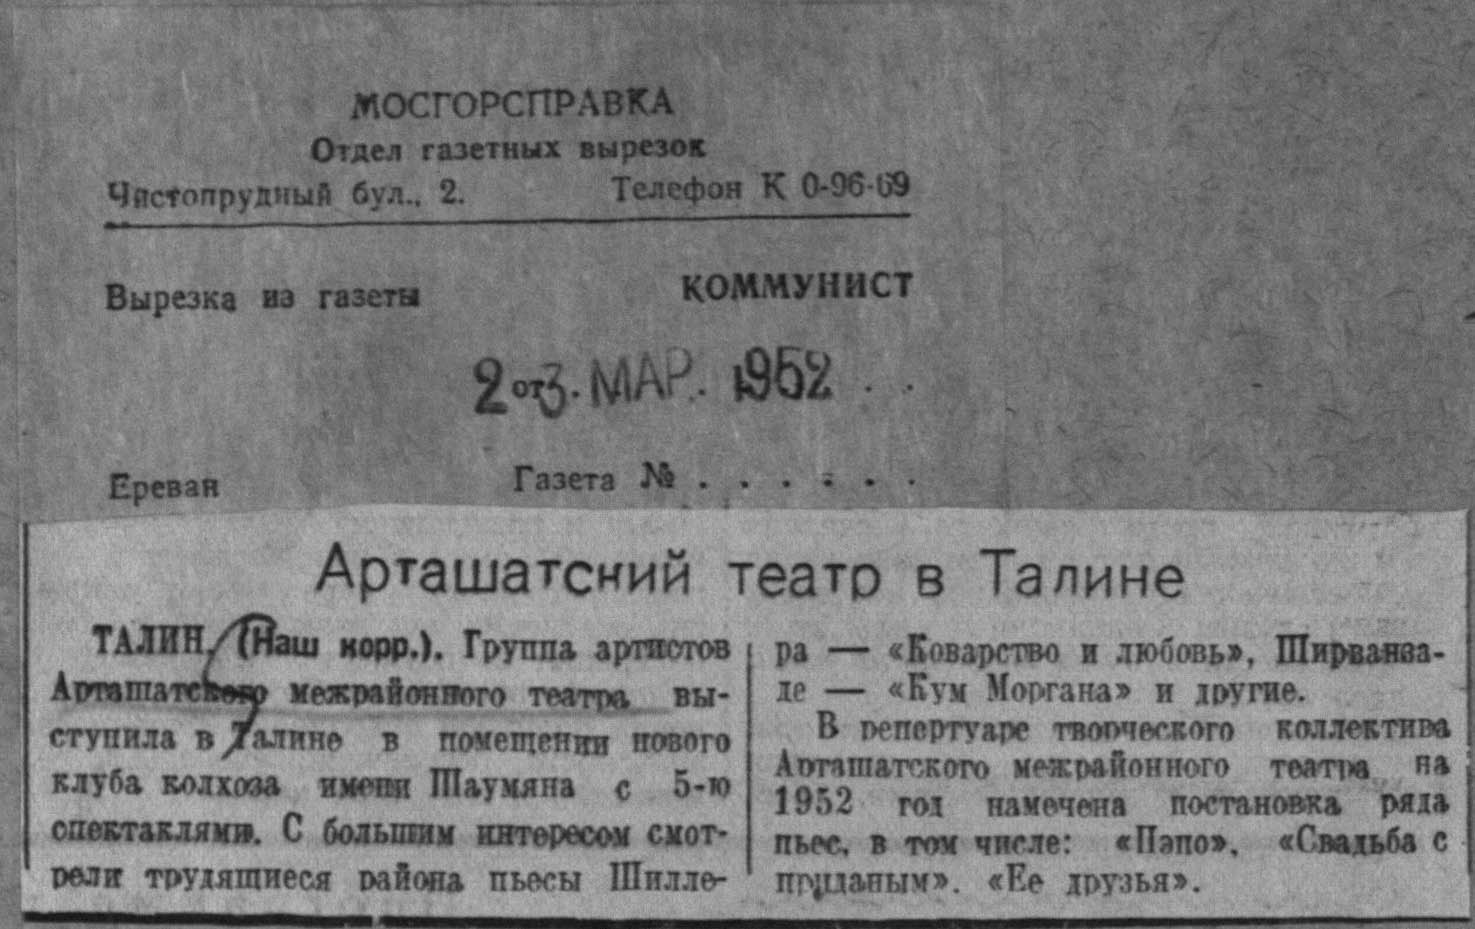 МОСГОРСПРАВКА
Отдел газетных вырезок
Чистопрудный бул., 2. Телефон К 0-96-69
Вырезка из газеты КОММУНИСТ
2 от 3. МАР. 1952 . .
Ереван Газета № . . . . . .
Арташатский театр в Талине
ТАЛИН. (Наш корр.). Группа артистов
Арташатского межрайонного театра вы-
ступила в Талине в помещении нового
клуба колхоза имени Шаумяна с 5-ю
спектаклями. С большим интересом смот-
рели трудящиеся района пьесы Шилле-
ра — «Коварство и любовь», Ширванза-
де — «Кум Моргана» и другие.
В репертуаре творческого коллектива
Арташатского межрайонного театра на
1952 год намечена постановка ряда
пьес, в том числе: «Пэпо», «Свадьба с
приданым». «Ее друзья».